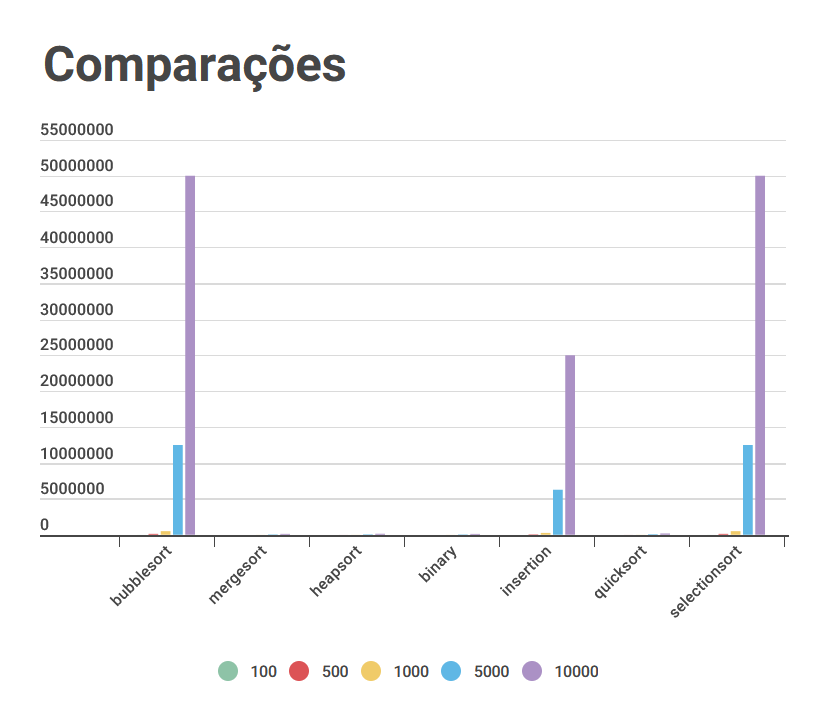 Comparações
55000000
50000000
45000000
40000000
35000000
30000000
25000000
20000000
15000000
10000000
5000000
0
bubblesort
mergesort
heapsort
binary
insertion
quicksort
selectionsort
100 500 1000 5000 10000